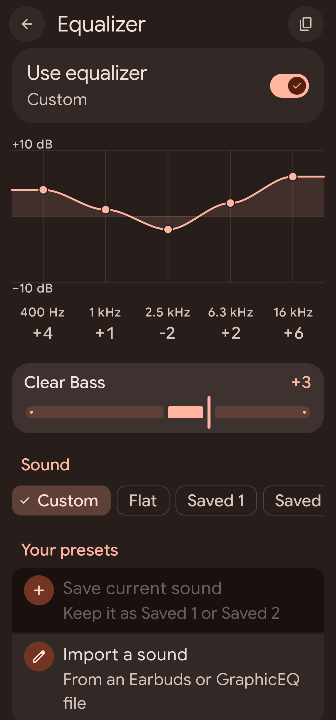 Equalizer
Use equalizer
Custom
+10 dB
−10 dB
400 Hz 1 kHz 2.5 kHz 6.3 kHz 16 kHz
+4 +1 -2 +2 +6
Clear Bass +3
Sound
Custom Flat Saved 1 Saved
Your presets
Save current sound
Keep it as Saved 1 or Saved 2
Import a sound
From an Earbuds or GraphicEQ
file